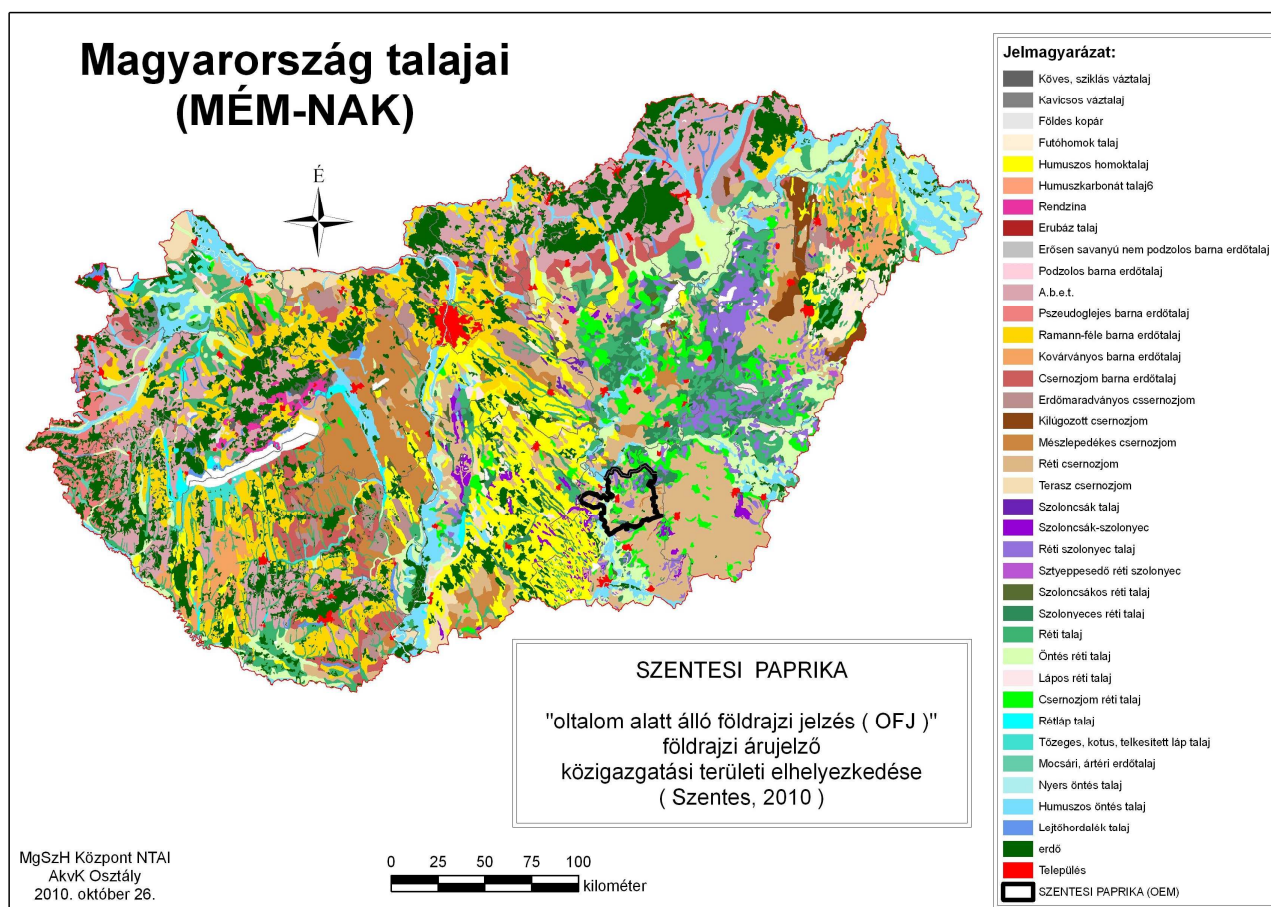 Magyarország talajai
(MÉM-NAK)
É
Jelmagyarázat:
Köves, sziklás váztalaj
Kavicsos váztalaj
Földes kopár
Futóhomok talaj
Humuszos homoktalaj
Humuszkarbonát talaj6
Rendzina
Erubáz talaj
Erősen savanyú nem podzolos barna erdőtalaj
Podzolos barna erdőtalaj
A.b.e.t.
Pszeudoglejes barna erdőtalaj
Ramann-féle barna erdőtalaj
Kovárványos barna erdőtalaj
Csernozjom barna erdőtalaj
Erdőmaradványos cssernozjom
Kilúgozott csernozjom
Mészlepedékes csernozjom
Réti csernozjom
Terasz csernozjom
Szoloncsák talaj
Szoloncsák-szolonyec
Réti szolonyec talaj
Sztyeppesedő réti szolonyec
Szoloncsákos réti talaj
Szolonyeces réti talaj
Réti talaj
Öntés réti talaj
Lápos réti talaj
Csernozjom réti talaj
Rétláp talaj
Tőzeges, kotus, telkesített láp talaj
Mocsári, ártéri erdőtalaj
Nyers öntés talaj
Humuszos öntés talaj
Lejtőhordalék talaj
erdő
Település
SZENTESI PAPRIKA (OEM)
SZENTESI PAPRIKA
"oltalom alatt álló földrajzi jelzés ( OFJ )"
földrajzi árujelző
közigazgatási területi elhelyezkedése
( Szentes, 2010 )
MgSzH Központ NTAI
AkvK Osztály
2010. október 26.
0 25 50 75 100
kilométer